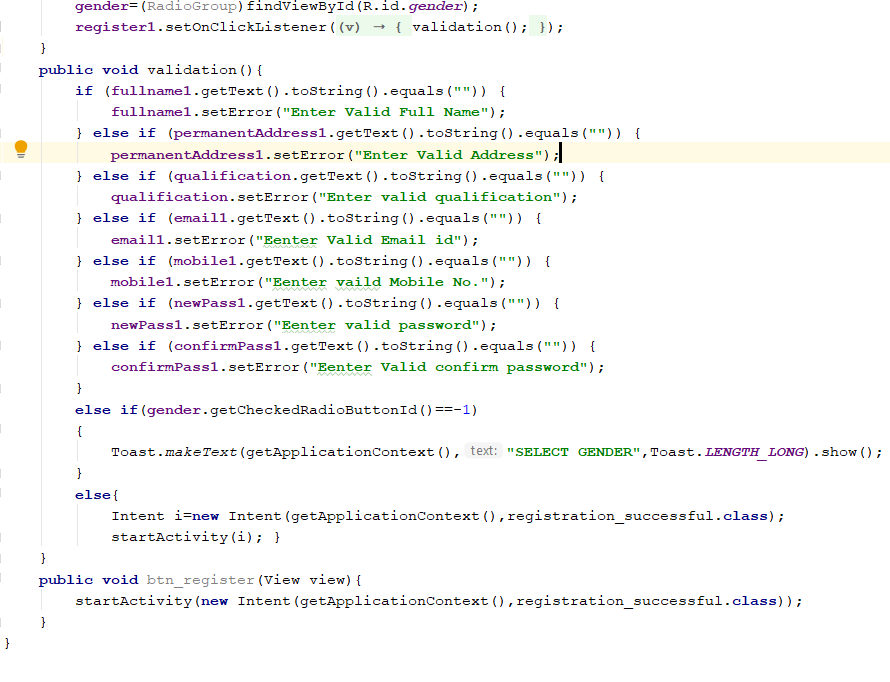 gender=(RadioGroup)findViewById(R.id.gender);
register1.setOnClickListener((v) → { validation(); });
}
public void validation(){
if (fullname1.getText().toString().equals("")) {
fullname1.setError("Enter Valid Full Name");
} else if (permanentAddress1.getText().toString().equals("")) {
permanentAddress1.setError("Enter Valid Address");
} else if (qualification.getText().toString().equals("")) {
qualification.setError("Enter valid qualification");
} else if (email1.getText().toString().equals("")) {
email1.setError("Eenter Valid Email id");
} else if (mobile1.getText().toString().equals("")) {
mobile1.setError("Eenter vaild Mobile No.");
} else if (newPass1.getText().toString().equals("")) {
newPass1.setError("Eenter valid password");
} else if (confirmPass1.getText().toString().equals("")) {
confirmPass1.setError("Eenter Valid confirm password");
}
else if(gender.getCheckedRadioButtonId()==-1)
{
Toast.makeText(getApplicationContext(), text: "SELECT GENDER",Toast.LENGTH_LONG).show();
}
else{
Intent i=new Intent(getApplicationContext(),registration_successful.class);
startActivity(i); }
}
public void btn_register(View view){
startActivity(new Intent(getApplicationContext(),registration_successful.class));
}
}